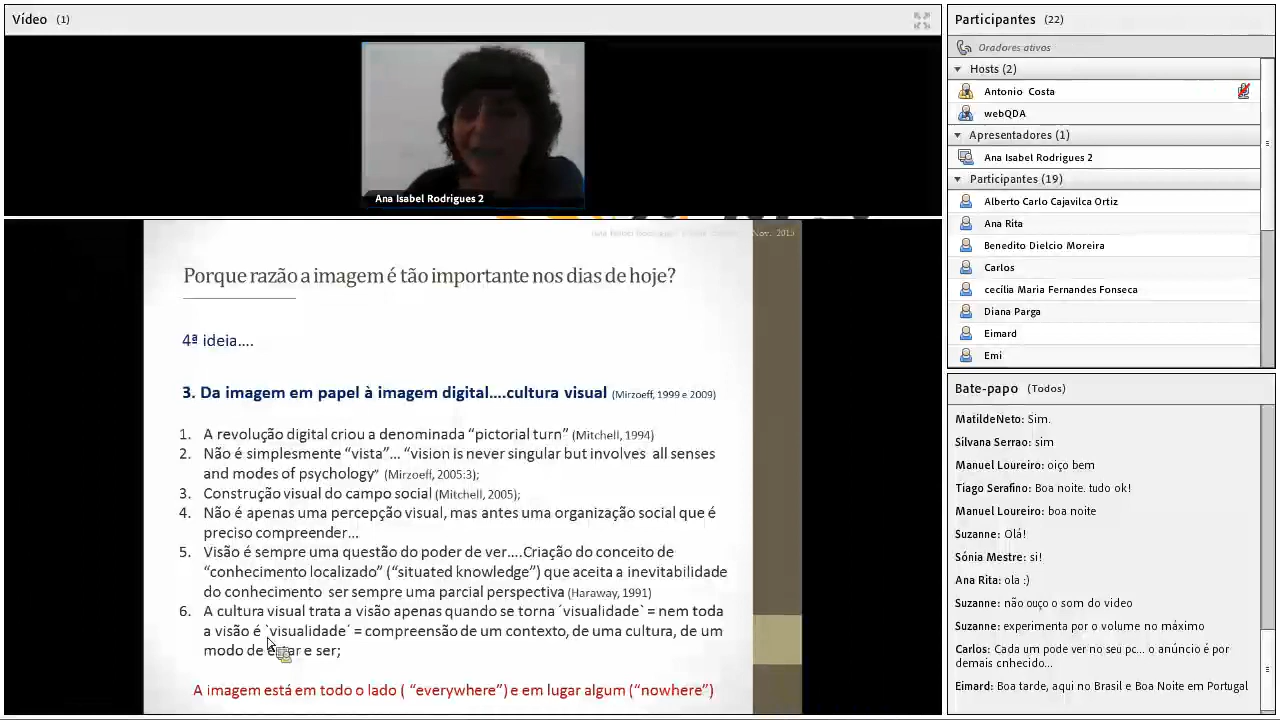 Vídeo (1)
Ana Isabel Rodrigues 2
Nov. 2015
Porque razão a imagem é tão importante nos dias de hoje?
4ª ideia....
3. Da imagem em papel à imagem digital....cultura visual (Mirzoeff, 1999 e 2009)
1. A revolução digital criou a denominada “pictorial turn” (Mitchell, 1994)
2. Não é simplesmente “vista”... “vision is never singular but involves all senses
and modes of psychology” (Mirzoeff, 2005:3);
3. Construção visual do campo social (Mitchell, 2005);
4. Não é apenas uma percepção visual, mas antes uma organização social que é
preciso compreender...
5. Visão é sempre uma questão do poder de ver....Criação do conceito de
“conhecimento localizado” (“situated knowledge”) que aceita a inevitabilidade
do conhecimento ser sempre uma parcial perspectiva (Haraway, 1991)
6. A cultura visual trata a visão apenas quando se torna ´visualidade` = nem toda
a visão é `visualidade´ = compreensão de um contexto, de uma cultura, de um
modo de e ser;
A imagem está em todo o lado ( “everywhere”) e em lugar algum (“nowhere”)
Participantes (22)
Oradores ativos
Hosts (2)
Antonio Costa
webQDA
Apresentadores (1)
Ana Isabel Rodrigues 2
Participantes (19)
Alberto Carlo Cajavilca Ortiz
Ana Rita
Benedito Dielcio Moreira
Carlos
cecília Maria Fernandes Fonseca
Diana Parga
Eimard
Emi
Bate-papo (Todos)
MatildeNeto: Sim.
Silvana Serrao: sim
Manuel Loureiro: oiço bem
Tiago Serafino: Boa noite. tudo ok!
Manuel Loureiro: boa noite
Suzanne: Olá!
Sónia Mestre: si!
Ana Rita: ola :)
Suzanne: não ouço o som do video
Suzanne: experimenta por o volume no máximo
Carlos: Cada um pode ver no seu pc... o anúncio é por
demais cnhecido...
Eimard: Boa tarde, aqui no Brasil e Boa Noite em Portugal